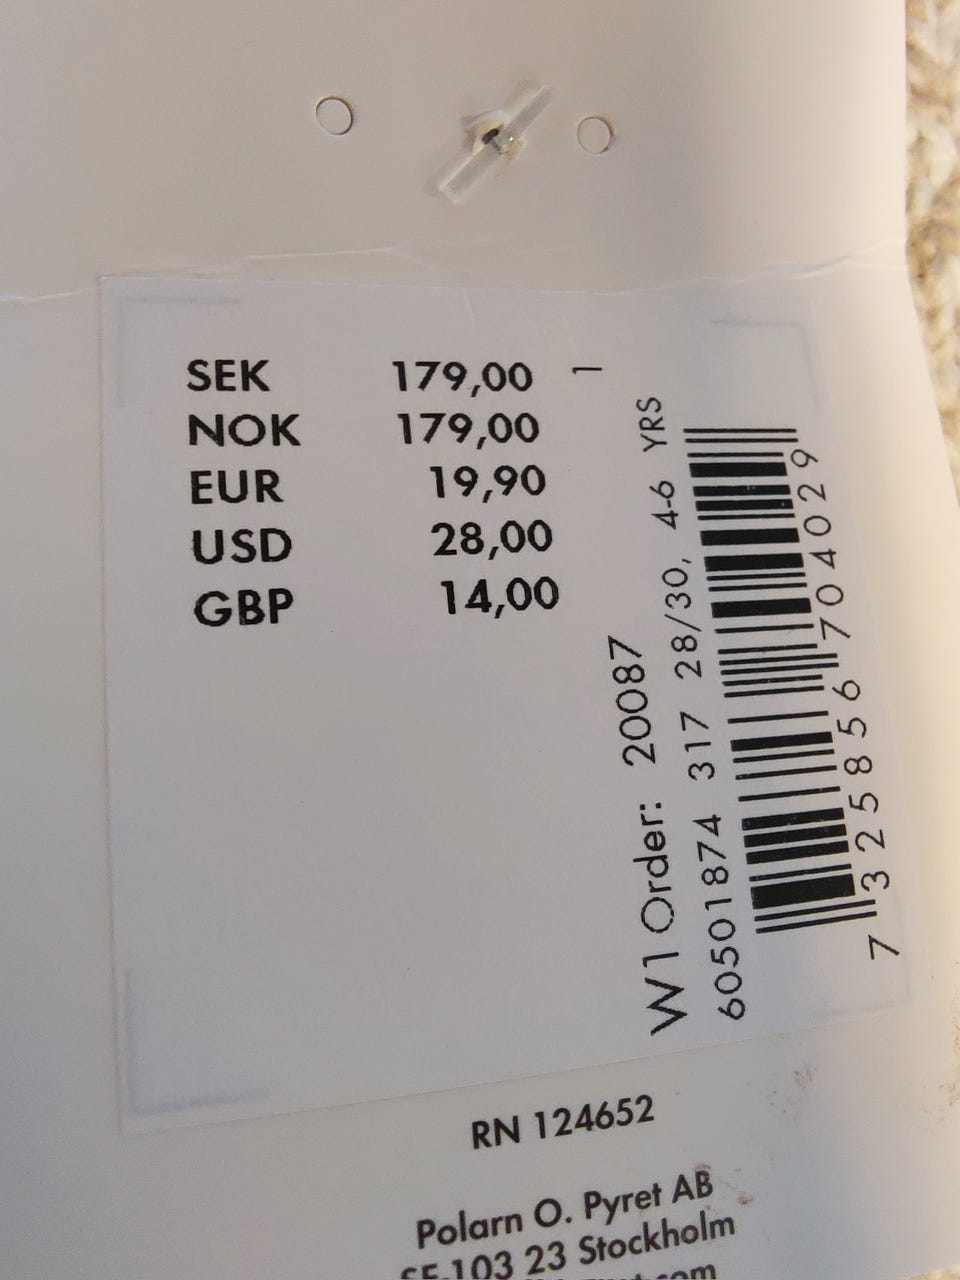 SEK 179,00
NOK 179,00
EUR 19,90
USD 28,00
GBP 14,00
W1 Order: 20087
60501874 317 28/30, 4-6 YRS
7 325856 704029
RN 124652
Polarn O. Pyret AB
SE-103 23 Stockholm